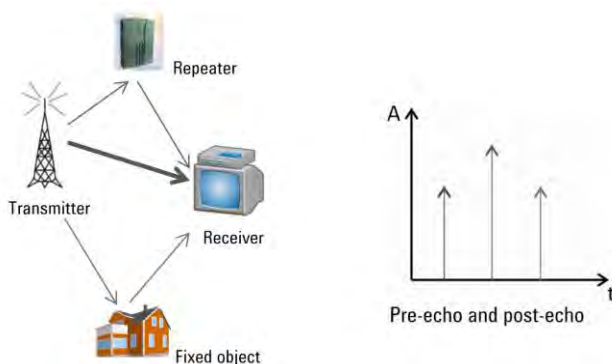 Repeater
Transmitter
Receiver
Fixed object
A
t
Pre-echo and post-echo